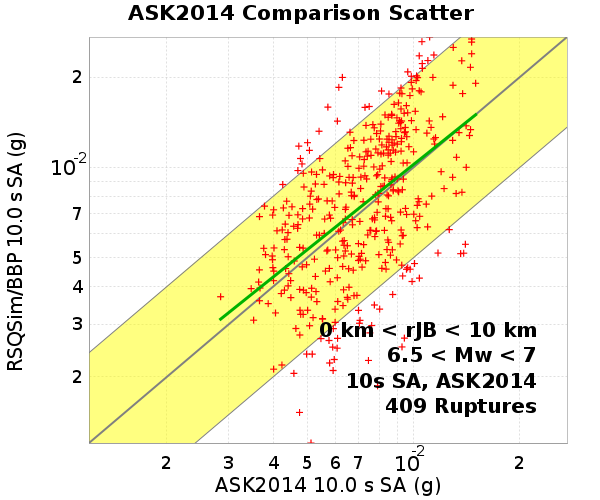 ASK2014 Comparison Scatter
RSQSim/BBP 10.0 s SA (g)
2
10-2
7
5
4
3
2
0 km < rJB < 10 km
6.5 < Mw < 7
10s SA, ASK2014
409 Ruptures
2 3 4 5 6 7 10-2 2
ASK2014 10.0 s SA (g)